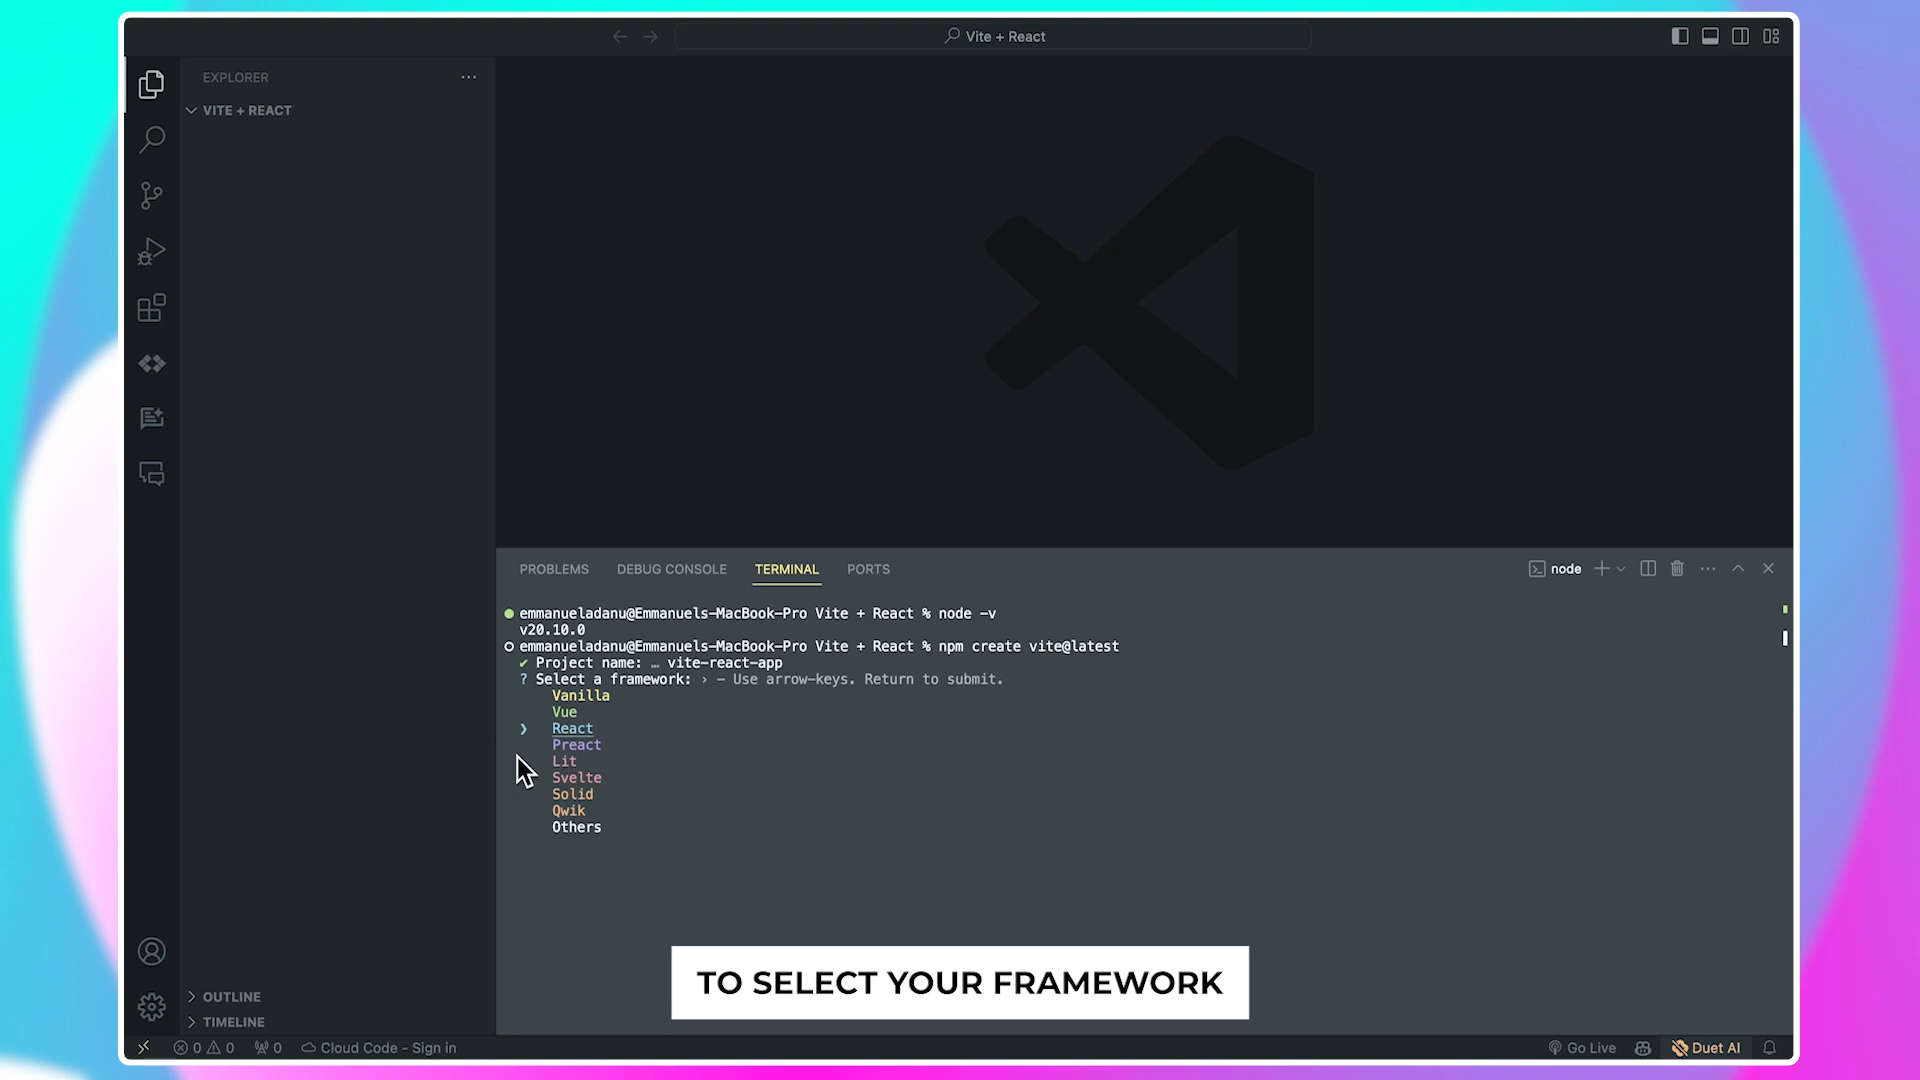 Vite + React
EXPLORER
VITE + REACT
PROBLEMS DEBUG CONSOLE TERMINAL PORTS
node
emmanueladanu@Emmanuels-MacBook-Pro Vite + React % node -v
v20.10.0
emmanueladanu@Emmanuels-MacBook-Pro Vite + React % npm create vite@latest
✔ Project name: … vite-react-app
? Select a framework: › - Use arrow-keys. Return to submit.
Vanilla
Vue
❯ React
Preact
Lit
Svelte
Solid
Qwik
Others
TO SELECT YOUR FRAMEWORK
OUTLINE
TIMELINE
0 0 0 Cloud Code - Sign in
Go Live Duet AI